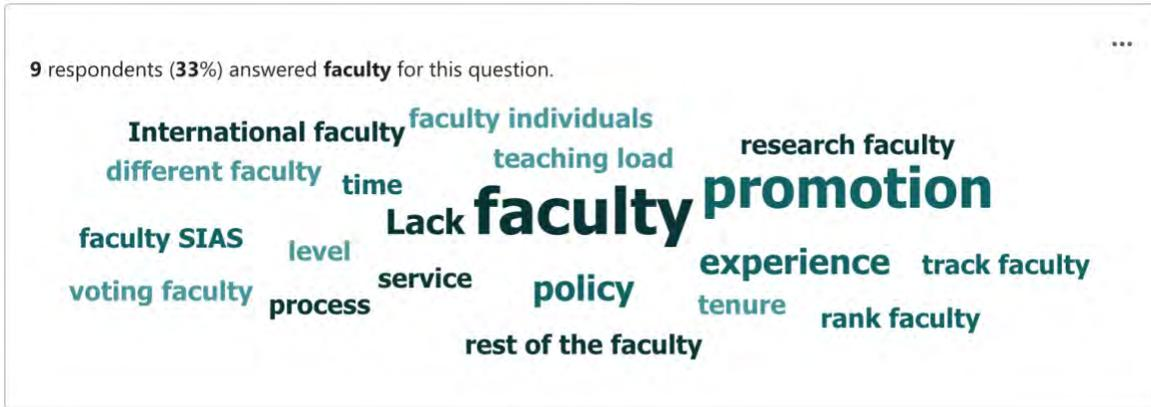 ...
9 respondents (33%) answered faculty for this question.
faculty individuals
International faculty
research faculty
teaching load
different faculty
time
promotion
Lack
faculty
faculty SIAS
level
experience
track faculty
service
policy
voting faculty
process
tenure
rank faculty
rest of the faculty